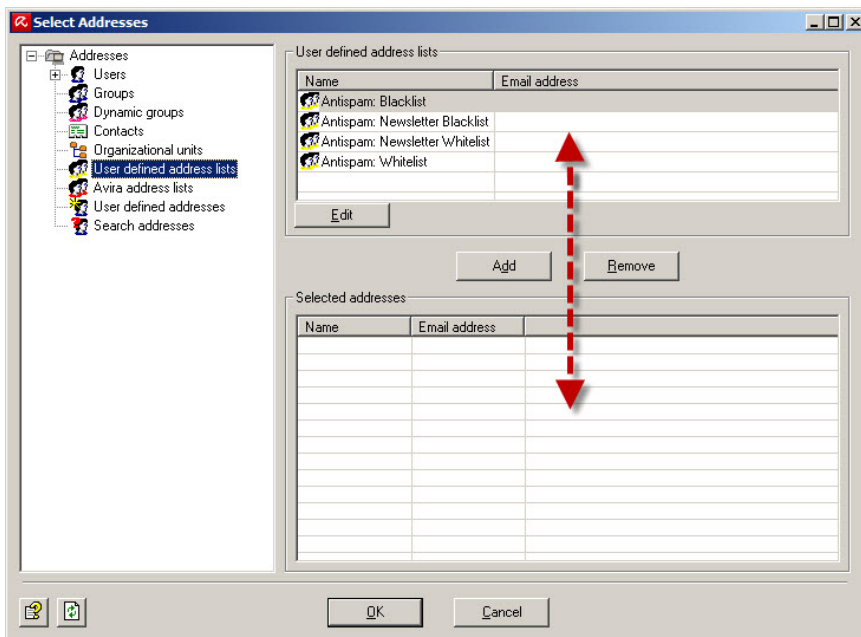 Select Addresses
Addresses
Users
Groups
Dynamic groups
Contacts
Organizational units
User defined address lists
Avira address lists
User defined addresses
Search addresses
User defined address lists
Name Email address
Antispam: Blacklist
Antispam: Newsletter Blacklist
Antispam: Newsletter Whitelist
Antispam: Whitelist
Edit
Add Remove
Selected addresses
Name Email address
OK Cancel